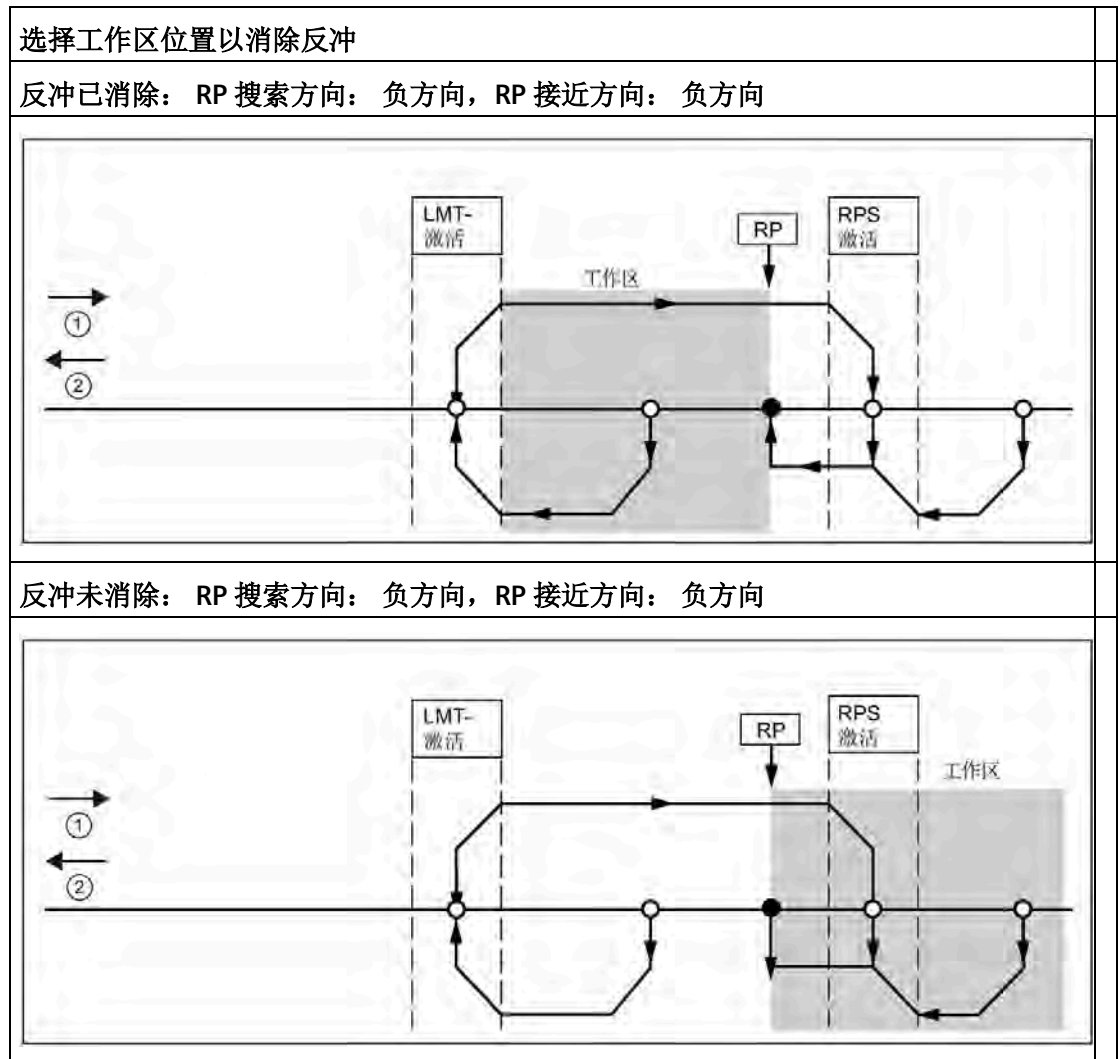 选择工作区位置以消除反冲
反冲已消除： RP 搜索方向： 负方向，RP 接近方向： 负方向
LMT-
激活
RP
RPS
激活
工作区
①
②
反冲未消除： RP 搜索方向： 负方向，RP 接近方向： 负方向
LMT-
激活
RP
RPS
激活
工作区
①
②